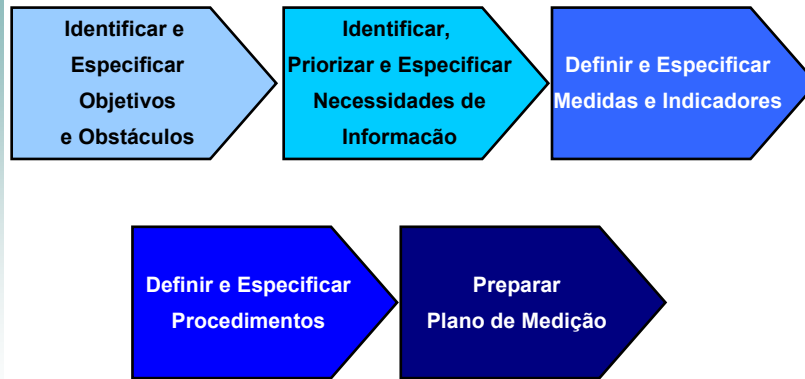 Identificar e
Especificar
Objetivos
e Obstáculos
Identificar,
Priorizar e Especificar
Necessidades de
Informacão
Definir e Especificar
Medidas e Indicadores
Definir e Especificar
Procedimentos
Preparar
Plano de Medição